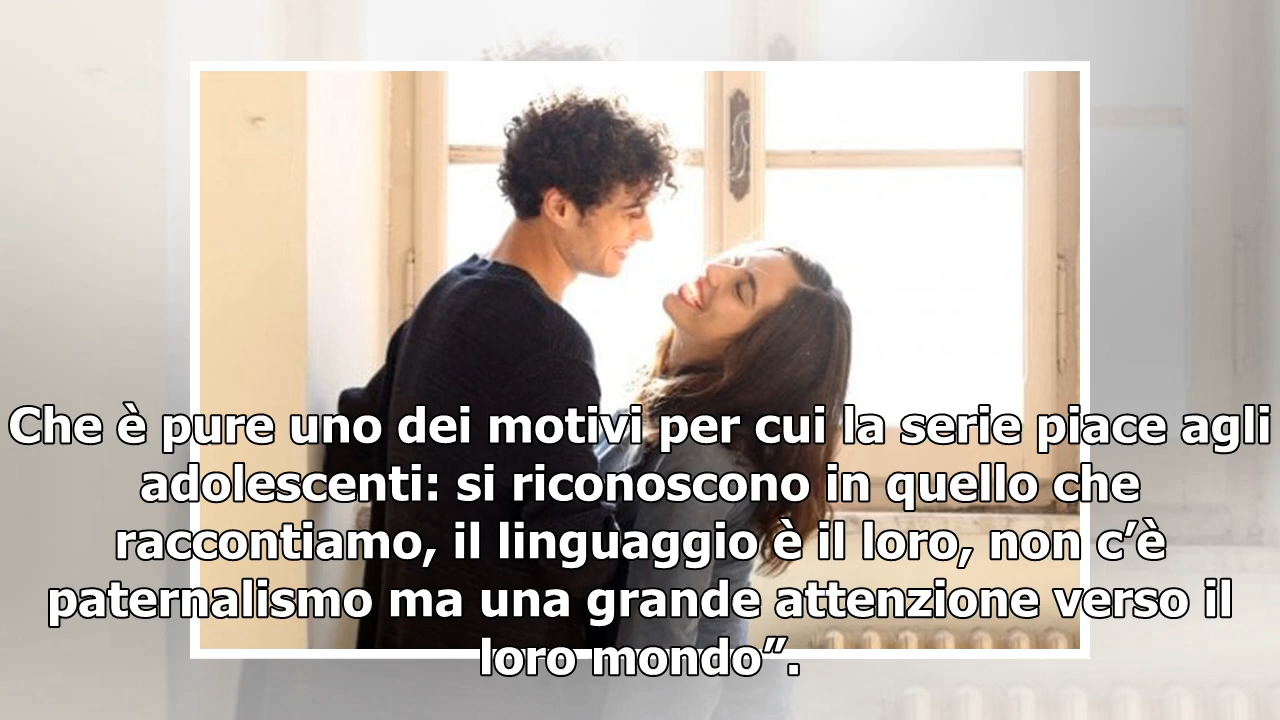 Che è pure uno dei motivi per cui la serie piace agli
adolescenti: si riconoscono in quello che
raccontiamo, il linguaggio è il loro, non c’è
paternalismo ma una grande attenzione verso il
loro mondo”.